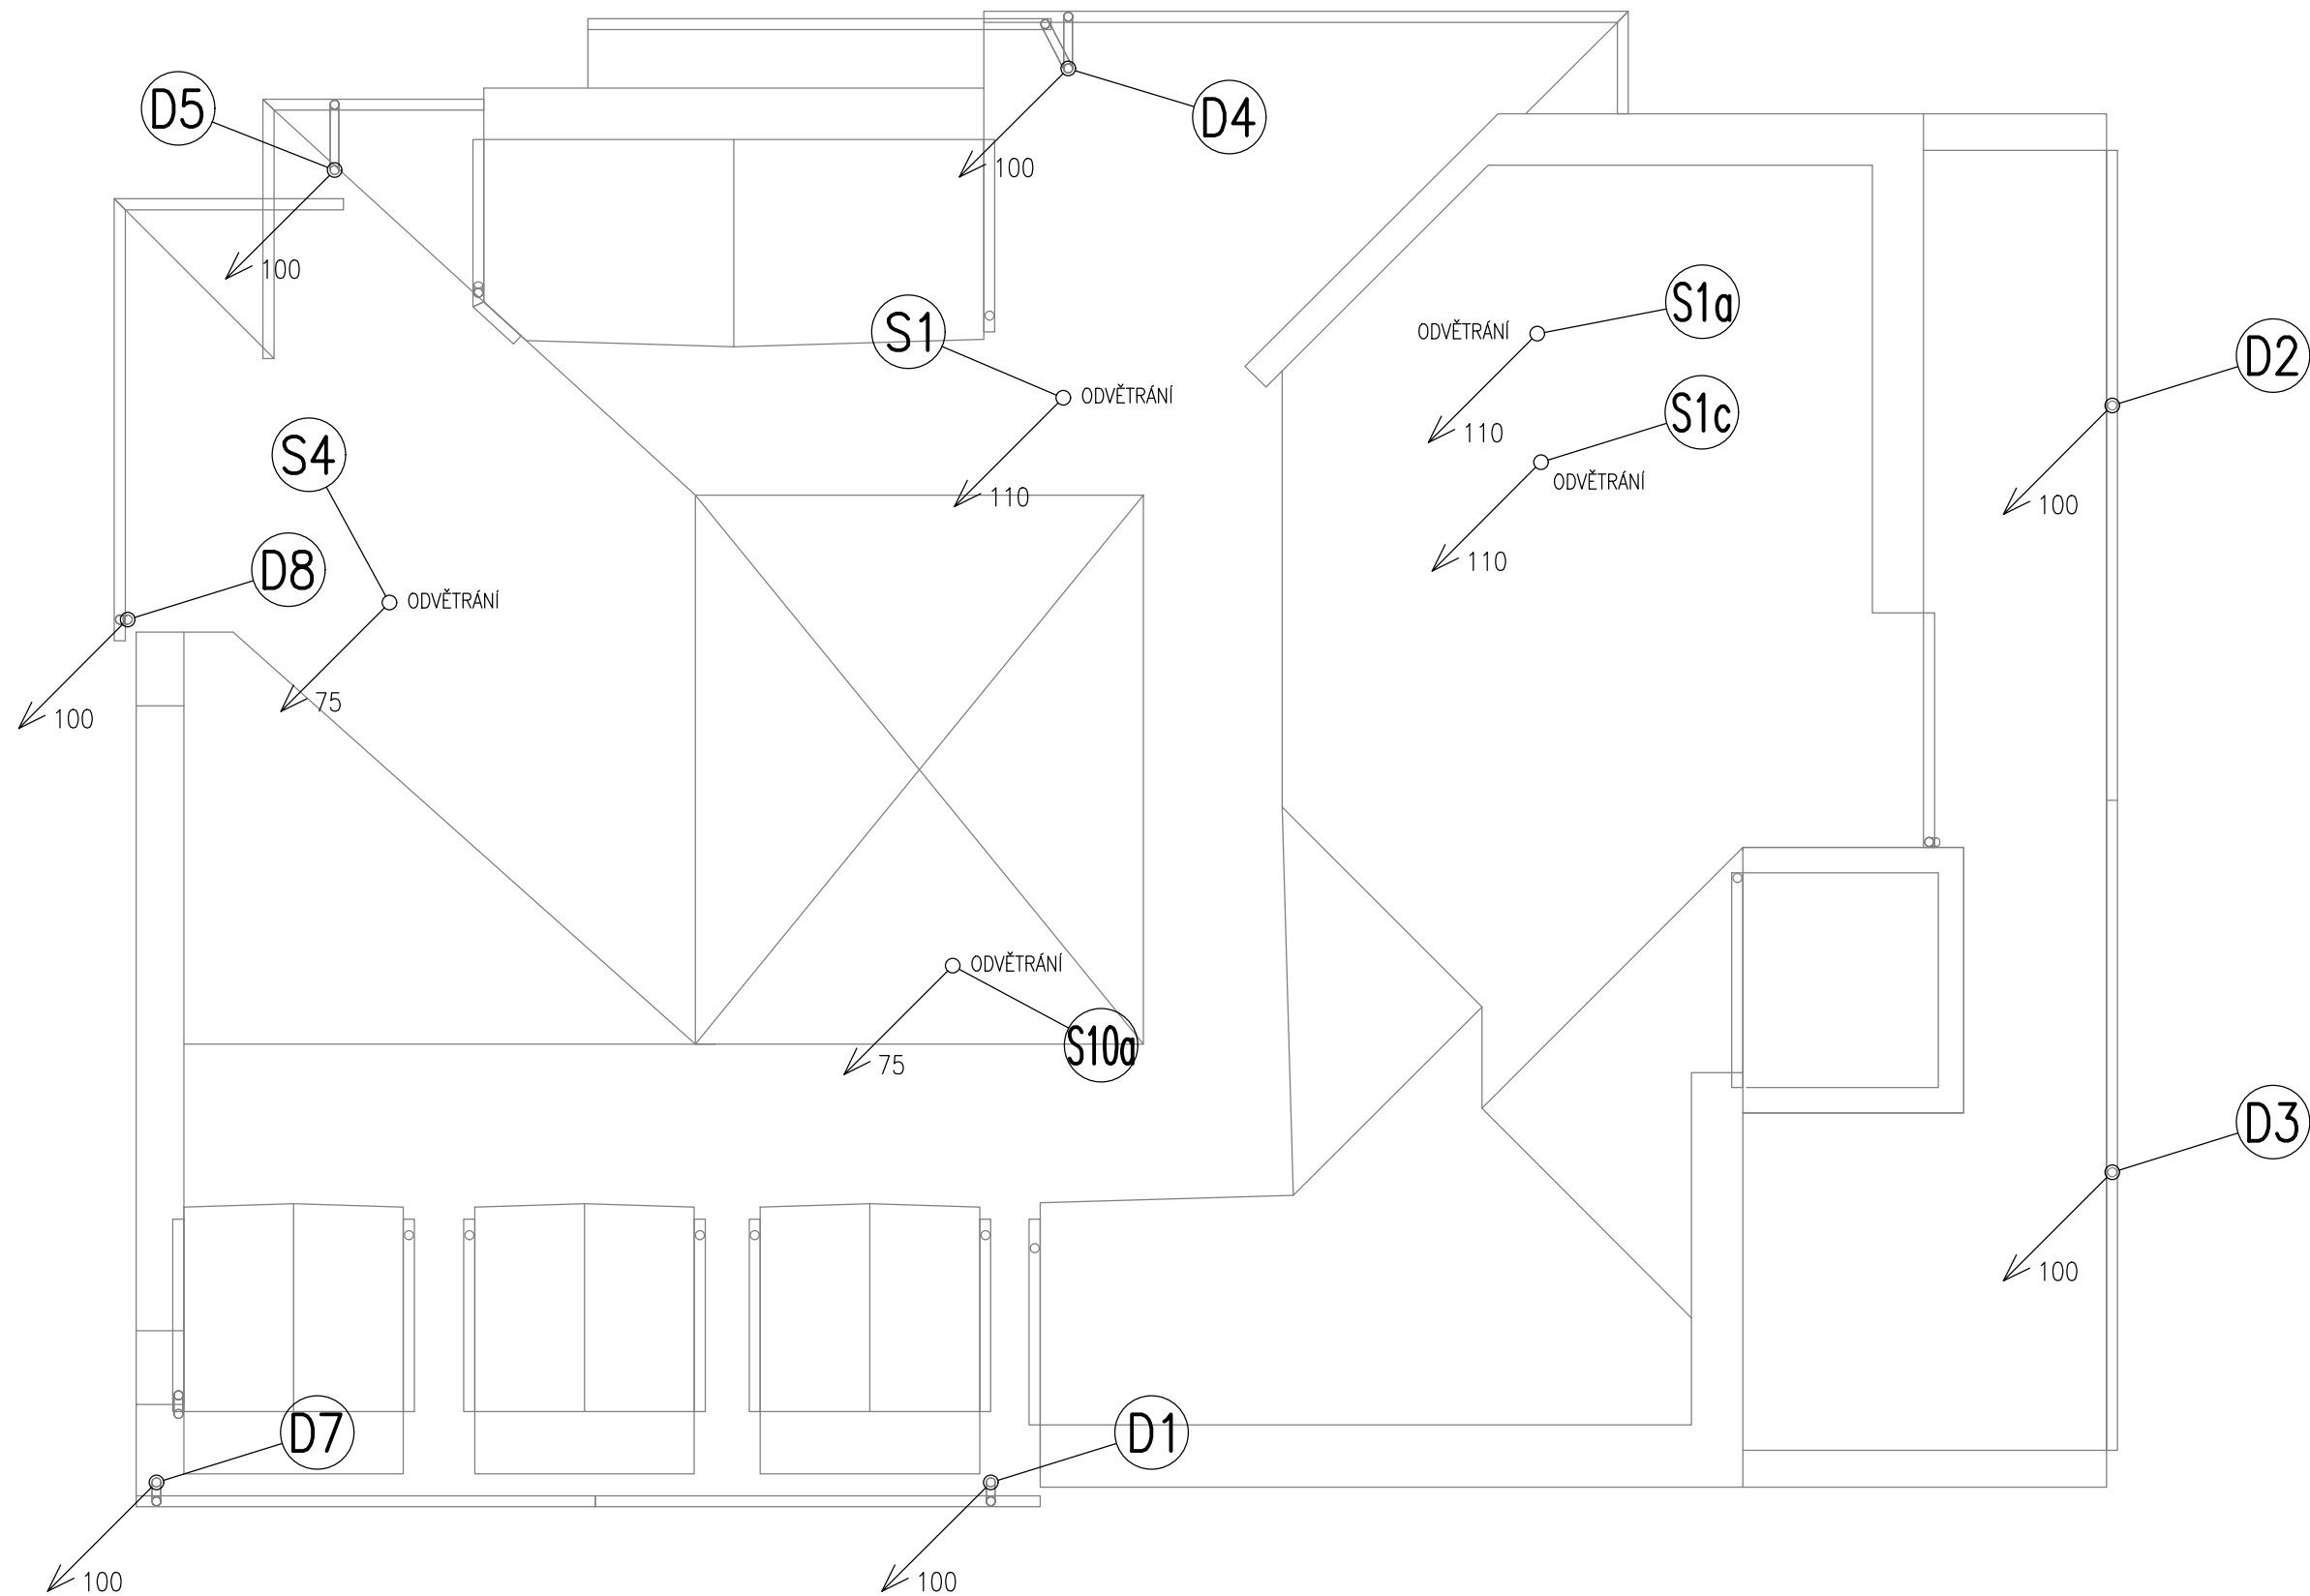 D5
D4
100
100
S1a
S1
ODVĚTRÁNÍ
D2
ODVĚTRÁNÍ
S1c
110
S4
ODVĚTRÁNÍ
110
100
110
D8
ODVĚTRÁNÍ
75
100
ODVĚTRÁNÍ
S10a
75
D3
100
D7
D1
100
100